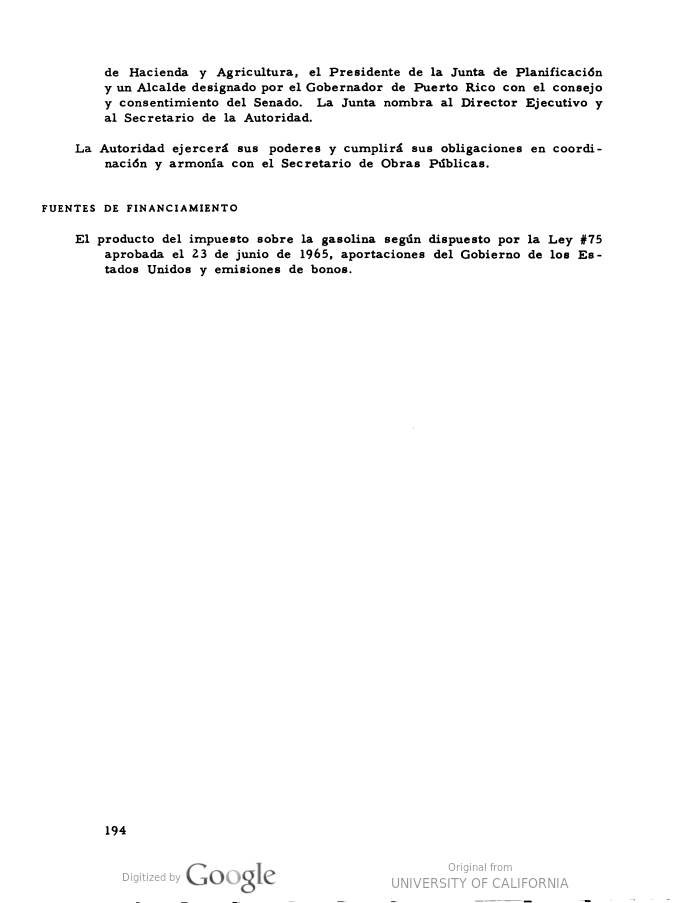 de Hacienda y Agricultura, el Presidente de la Junta de Planificación
y un Alcalde designado por el Gobernador de Puerto Rico con el consejo
y consentimiento del Senado. La Junta nombra al Director Ejecutivo y
al Secretario de la Autoridad.
La Autoridad ejercerá sus poderes y cumplirá sus obligaciones en coordi-
nación y armonía con el Secretario de Obras Públicas.
FUENTES DE FINANCIAMIENTO
El producto del impuesto sobre la gasolina según dispuesto por la Ley #75
aprobada el 23 de junio de 1965, aportaciones del Gobierno de los Es-
tados Unidos y emisiones de bonos.
194
Digitized by Google
Original from
UNIVERSITY OF CALIFORNIA